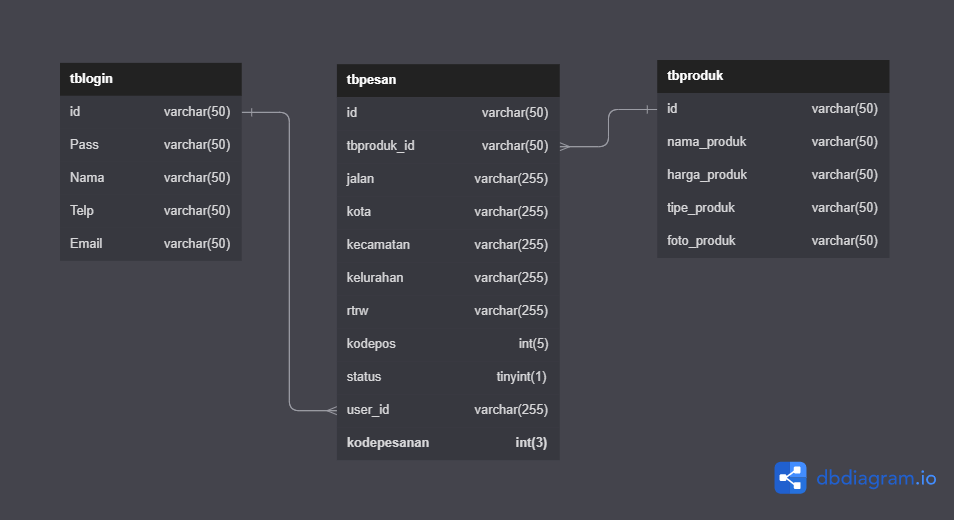 tblogin
id varchar(50)
Pass varchar(50)
Nama varchar(50)
Telp varchar(50)
Email varchar(50)
tbpesan
id varchar(50)
tbproduk_id varchar(50)
jalan varchar(255)
kota varchar(255)
kecamatan varchar(255)
kelurahan varchar(255)
rtrw varchar(255)
kodepos int(5)
status tinyint(1)
user_id varchar(255)
kodepesanan int(3)
tbproduk
id varchar(50)
nama_produk varchar(50)
harga_produk varchar(50)
tipe_produk varchar(50)
foto_produk varchar(50)
dbdiagram.io